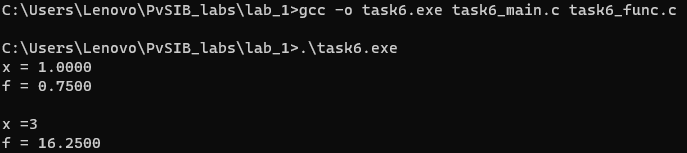 C:\Users\Lenovo\PvSIB_labs\lab_1>gcc -o task6.exe task6_main.c task6_func.c
C:\Users\Lenovo\PvSIB_labs\lab_1>.\task6.exe
x = 1.0000
f = 0.7500
x =3
f = 16.2500